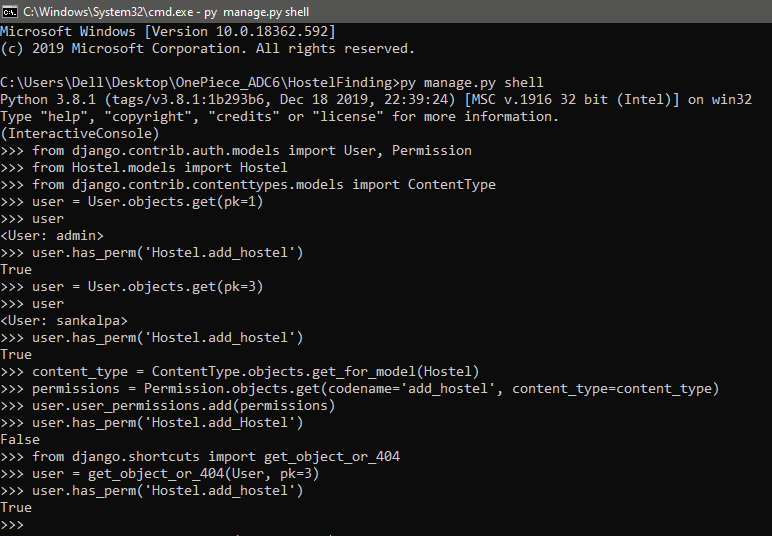 C:\Windows\System32\cmd.exe - py  manage.py shell
Microsoft Windows [Version 10.0.18362.592]
(c) 2019 Microsoft Corporation. All rights reserved.
C:\Users\Dell\Desktop\OnePiece_ADC6\HostelFinding>py manage.py shell
Python 3.8.1 (tags/v3.8.1:1b293b6, Dec 18 2019, 22:39:24) [MSC v.1916 32 bit (Intel)] on win32
Type "help", "copyright", "credits" or "license" for more information.
(InteractiveConsole)
>>> from django.contrib.auth.models import User, Permission
>>> from Hostel.models import Hostel
>>> from django.contrib.contenttypes.models import ContentType
>>> user = User.objects.get(pk=1)
>>> user
<User: admin>
>>> user.has_perm('Hostel.add_hostel')
True
>>> user = User.objects.get(pk=3)
>>> user
<User: sankalpa>
>>> user.has_perm('Hostel.add_hostel')
True
>>> content_type = ContentType.objects.get_for_model(Hostel)
>>> permissions = Permission.objects.get(codename='add_hostel', content_type=content_type)
>>> user.user_permissions.add(permissions)
>>> user.has_perm('Hostel.add_Hostel')
False
>>> from django.shortcuts import get_object_or_404
>>> user = get_object_or_404(User, pk=3)
>>> user.has_perm('Hostel.add_hostel')
True
>>>